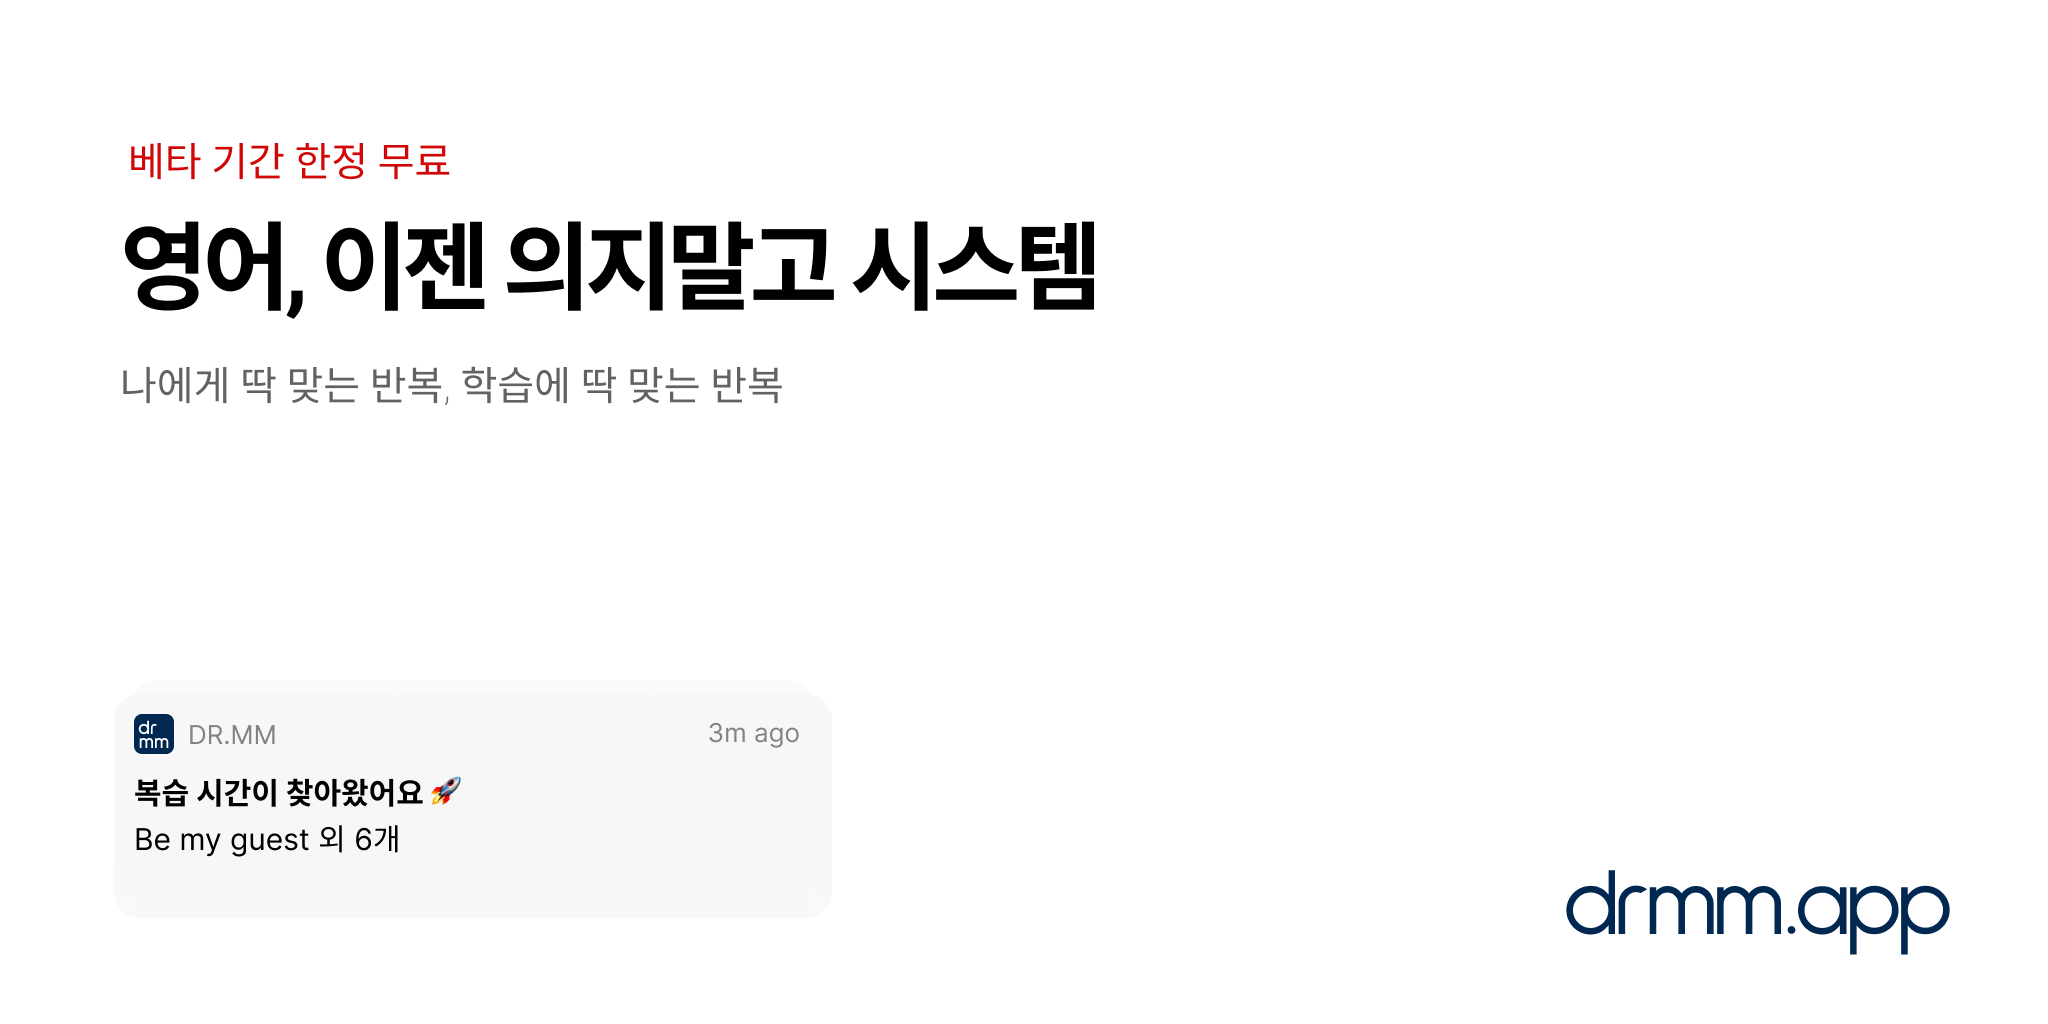 베타 기간 한정 무료
영어, 이젠 의지말고 시스템
나에게 딱 맞는 반복, 학습에 딱 맞는 반복
dr
mm
DR.MM
3m ago
복습 시간이 찾아왔어요 🚀
Be my guest 외 6개
drmm.app